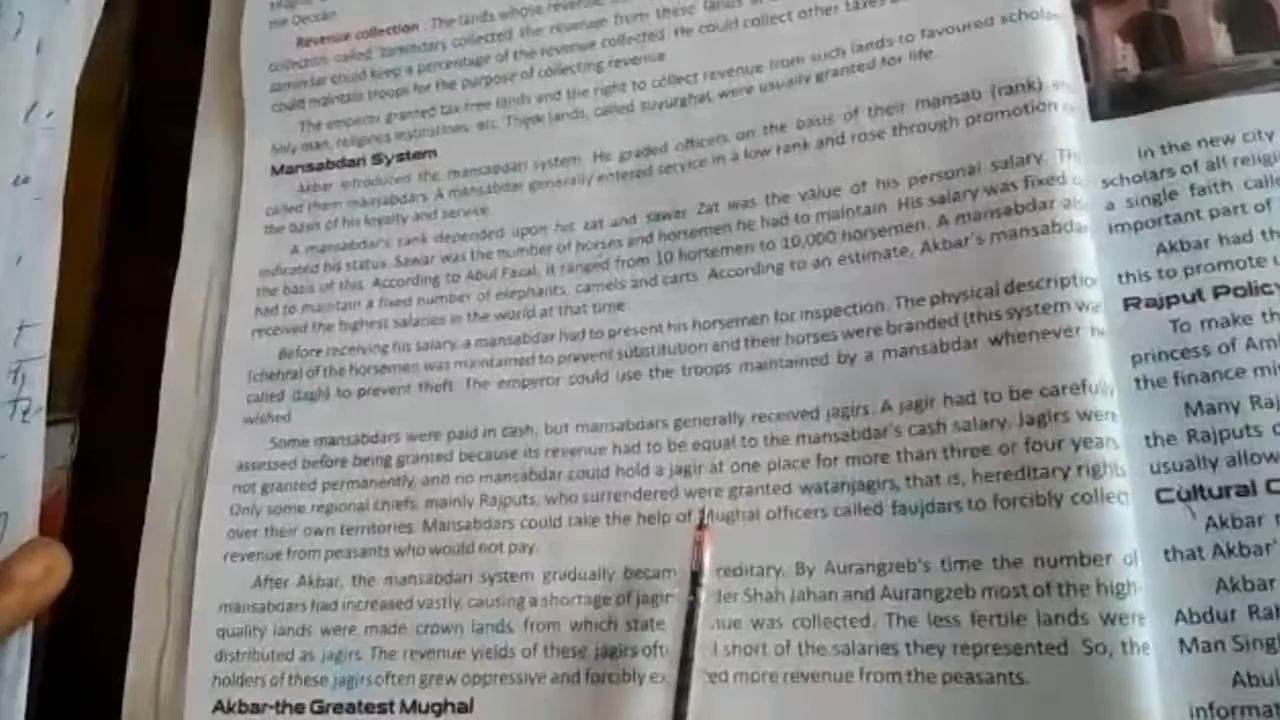 the Deccan
Revenue collection : The lands whose revenue
collectors called zamindars collected the revenue from these lands
zamindar could keep a percentage of the revenue collected. He could collect other taxes
could maintain troops for the purpose of collecting revenue
The emperor granted tax-free lands and the right to collect revenue from such lands to favoured schola
holy man, religious institutions, etc. These lands, called suyurghal, were usually granted for life.
Mansabdari System
Akbar introduced the mansabdari system. He graded officers on the basis of their mansab (rank) an
called them mansabdars. A mansabdar generally entered service in a low rank and rose through promotion
the basis of his loyalty and service.
A mansabdar's rank depended upon his zat and sawar. Zat was the value of his personal salary. Th
indicated his status. Sawar was the number of horses and horsemen he had to maintain. His salary was fixed
the basis of this. According to Abul Fazal, it ranged from 10 horsemen to 10,000 horsemen. A mansabdar al
had to maintain a fixed number of elephants, camels and carts. According to an estimate, Akbar's mansabda
received the highest salaries in the world at that time.
Before receiving his salary, a mansabdar had to present his horsemen for inspection. The physical descriptio
(chehra) of the horsemen was maintained to prevent substitution and their horses were branded (this system wa
called dagh) to prevent theft. The emperor could use the troops maintained by a mansabdar whenever he
wished.
Some mansabdars were paid in cash, but mansabdars generally received jagirs. A jagir had to be carefully
assessed before being granted because its revenue had to be equal to the mansabdar's cash salary. Jagirs were
not granted permanently, and no mansabdar could hold a jagir at one place for more than three or four years.
Only some regional chiefs, mainly Rajputs, who surrendered were granted watanjagirs, that is, hereditary rights
over their own territories. Mansabdars could take the help of Mughal officers called faujdars to forcibly collect
revenue from peasants who would not pay.
After Akbar, the mansabdari system gradually becam reditary. By Aurangzeb's time the number of
mansabdars had increased vastly, causing a shortage of jagir der Shah Jahan and Aurangzeb most of the high-
quality lands were made crown lands, from which state nue was collected. The less fertile lands were
distributed as jagirs. The revenue yields of these jagirs oft l short of the salaries they represented. So, the
holders of these jagirs often grew oppressive and forcibly ex ed more revenue from the peasants.
Akbar-the Greatest Mughal
In the new city
scholars of all religi
a single faith calle
important part of
Akbar had th
this to promote u
Rajput Policy
To make th
princess of Am
the finance mi
Many Raj
the Rajputs
usually allow
Cultural C
Akbar
that Akbar'
Akbar
Abdur Ra
Man Sing
Abul
informat